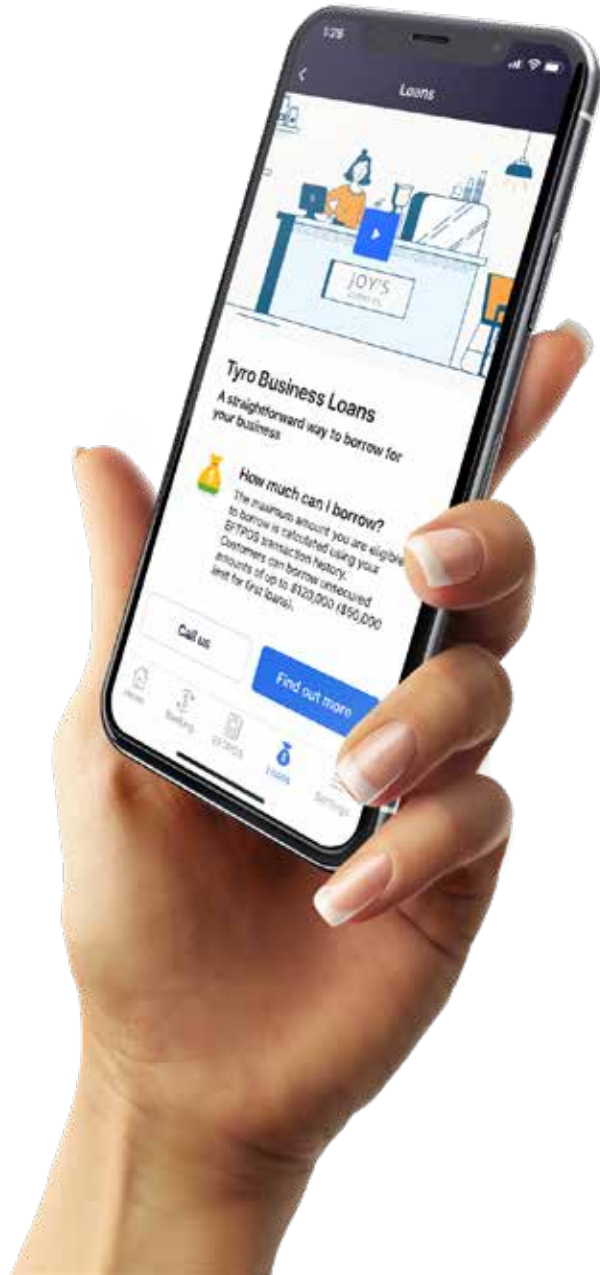 1:26
Loans
JOY'S
Tyro Business Loans
A straightforward way to borrow for
your business
How much can I borrow?
The maximum amount you are eligible
to borrow is calculated using your
EFTPOS transaction history.
Customers can borrow unsecured
amounts of up to $120,000 ($50,000
limit for first loans).
Call us
Find out more
Home
Banking
EFTPOS
Loans
Settings